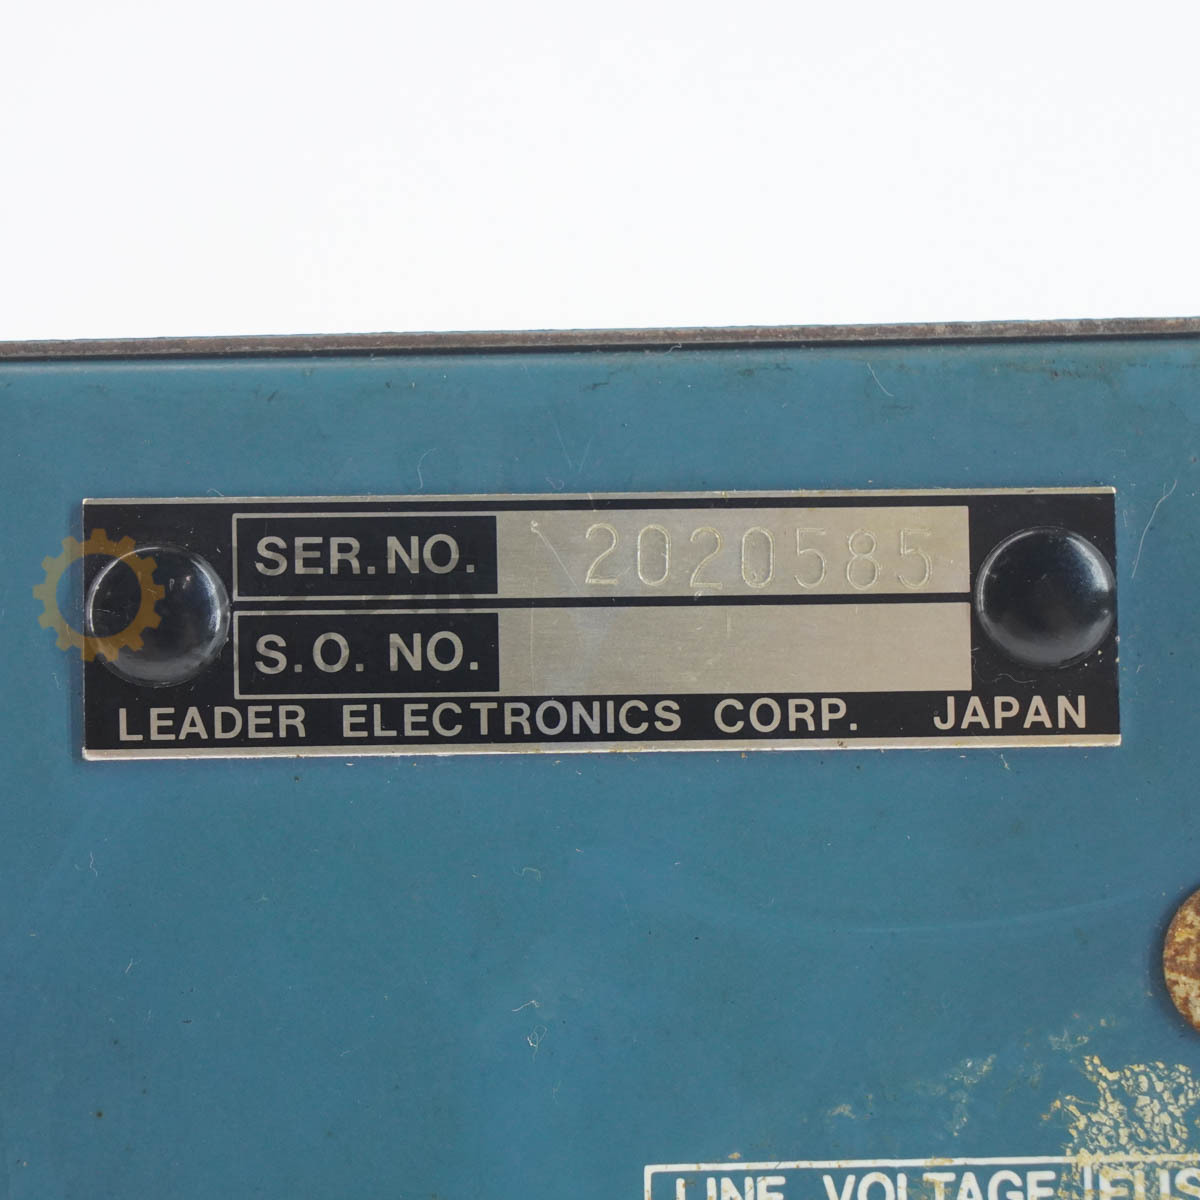 SER.NO. 2020585
S.O. NO.
LEADER ELECTRONICS CORP. JAPAN
LINE VOLTAGE